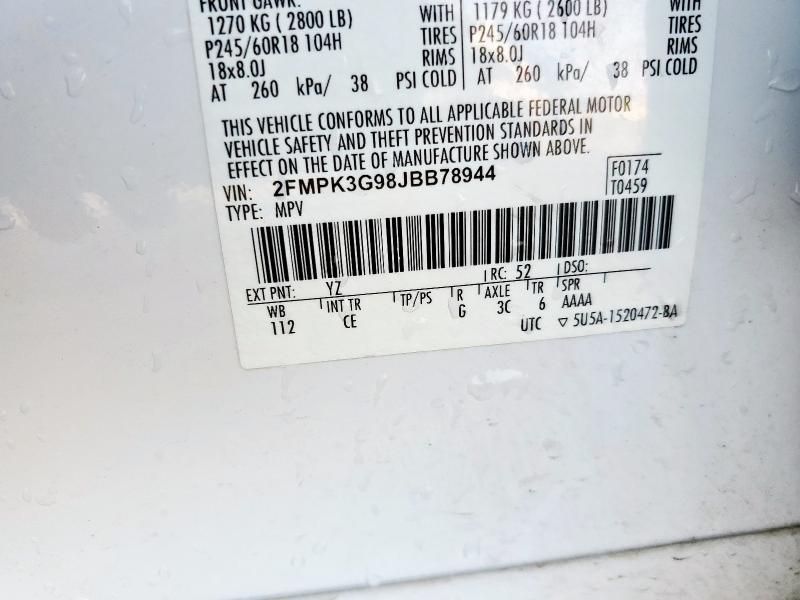 FRONT GAWR:
1270 KG ( 2800 LB) WITH 1179 KG ( 2600 LB) WITH
P245/60R18 104H TIRES P245/60R18 104H TIRES
18x8.0J RIMS 18x8.0J RIMS
AT 260 kPa/ 38 PSI COLD AT 260 kPa/ 38 PSI COLD
THIS VEHICLE CONFORMS TO ALL APPLICABLE FEDERAL MOTOR
VEHICLE SAFETY AND THEFT PREVENTION STANDARDS IN
EFFECT ON THE DATE OF MANUFACTURE SHOWN ABOVE.
VIN: 2FMPK3G98JBB78944 F0174
TYPE: MPV T0459
EXT PNT: YZ RC: 52 DSO:
WB INT TR TP/PS R AXLE TR SPR
112 CE G 3C 6 AAAA
UTC ▽ 5U5A-1520472-BA